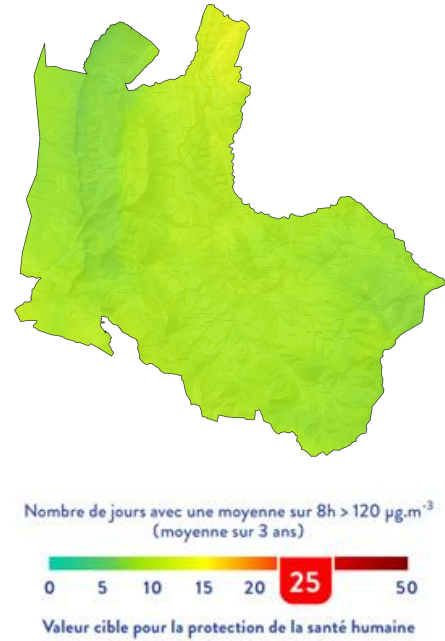 Nombre de jours avec une moyenne sur 8h > 120 µg.m⁻³
(moyenne sur 3 ans)
0 5 10 15 20 25 50
Valeur cible pour la protection de la santé humaine